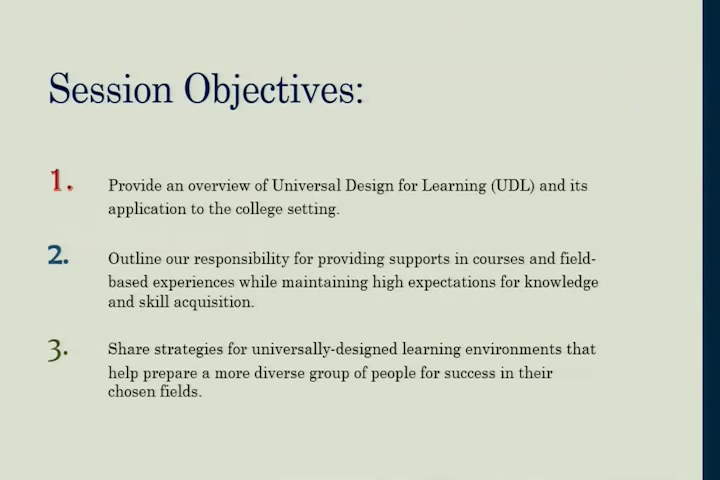 Session Objectives:
1. Provide an overview of Universal Design for Learning (UDL) and its
application to the college setting.
2. Outline our responsibility for providing supports in courses and field-
based experiences while maintaining high expectations for knowledge
and skill acquisition.
3. Share strategies for universally-designed learning environments that
help prepare a more diverse group of people for success in their
chosen fields.